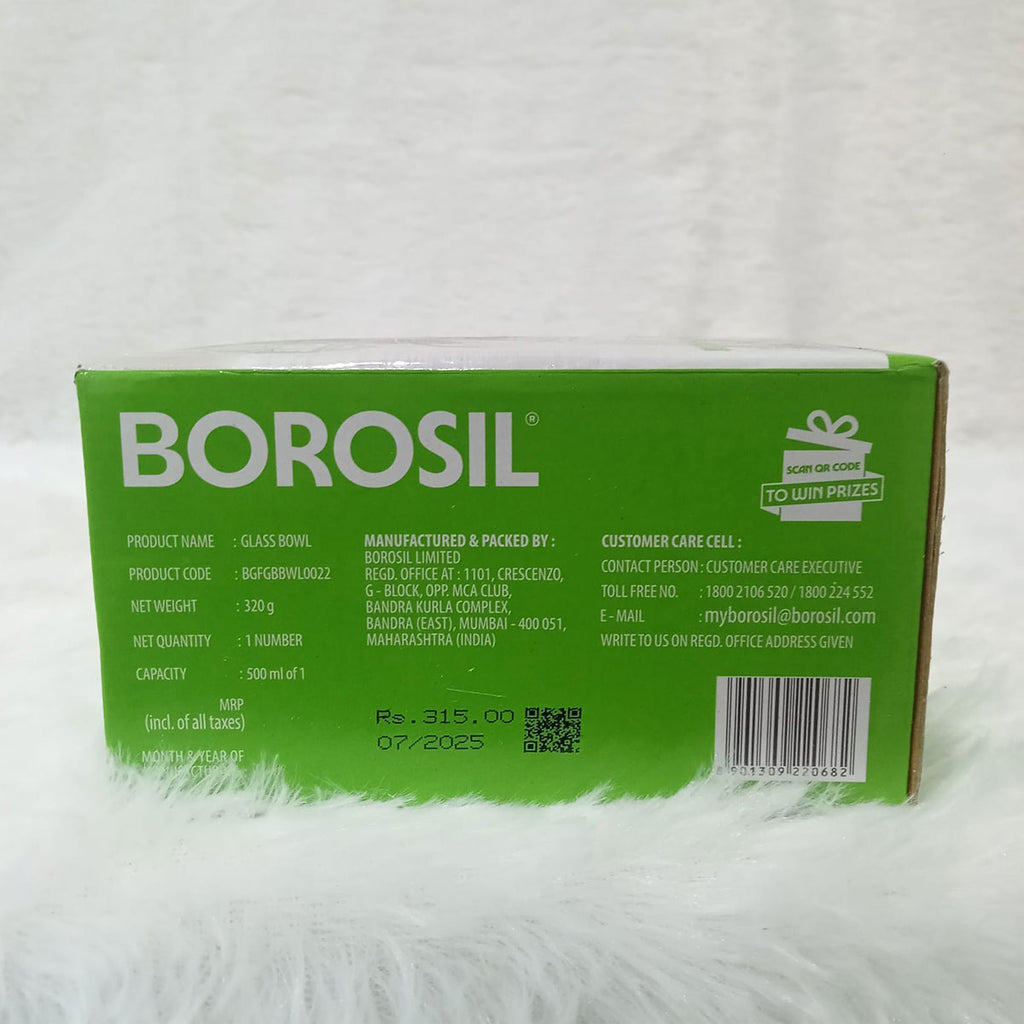 BOROSIL®
SCAN QR CODE
TO WIN PRIZES
PRODUCT NAME : GLASS BOWL
PRODUCT CODE : BGFGBBWL0022
NET WEIGHT : 320 g
NET QUANTITY : 1 NUMBER
CAPACITY : 500 ml of 1
MRP
(incl. of all taxes)
MONTH & YEAR OF
MANUFACTURED & PACKED BY :
BOROSIL LIMITED
REGD. OFFICE AT : 1101, CRESCENZO,
G - BLOCK, OPP. MCA CLUB,
BANDRA KURLA COMPLEX,
BANDRA (EAST), MUMBAI - 400 051,
MAHARASHTRA (INDIA)
Rs.315.00
07/2025
CUSTOMER CARE CELL :
CONTACT PERSON : CUSTOMER CARE EXECUTIVE
TOLL FREE NO. : 1800 2106 520 / 1800 224 552
E - MAIL : myborosil@borosil.com
WRITE TO US ON REGD. OFFICE ADDRESS GIVEN
8 901309 220682